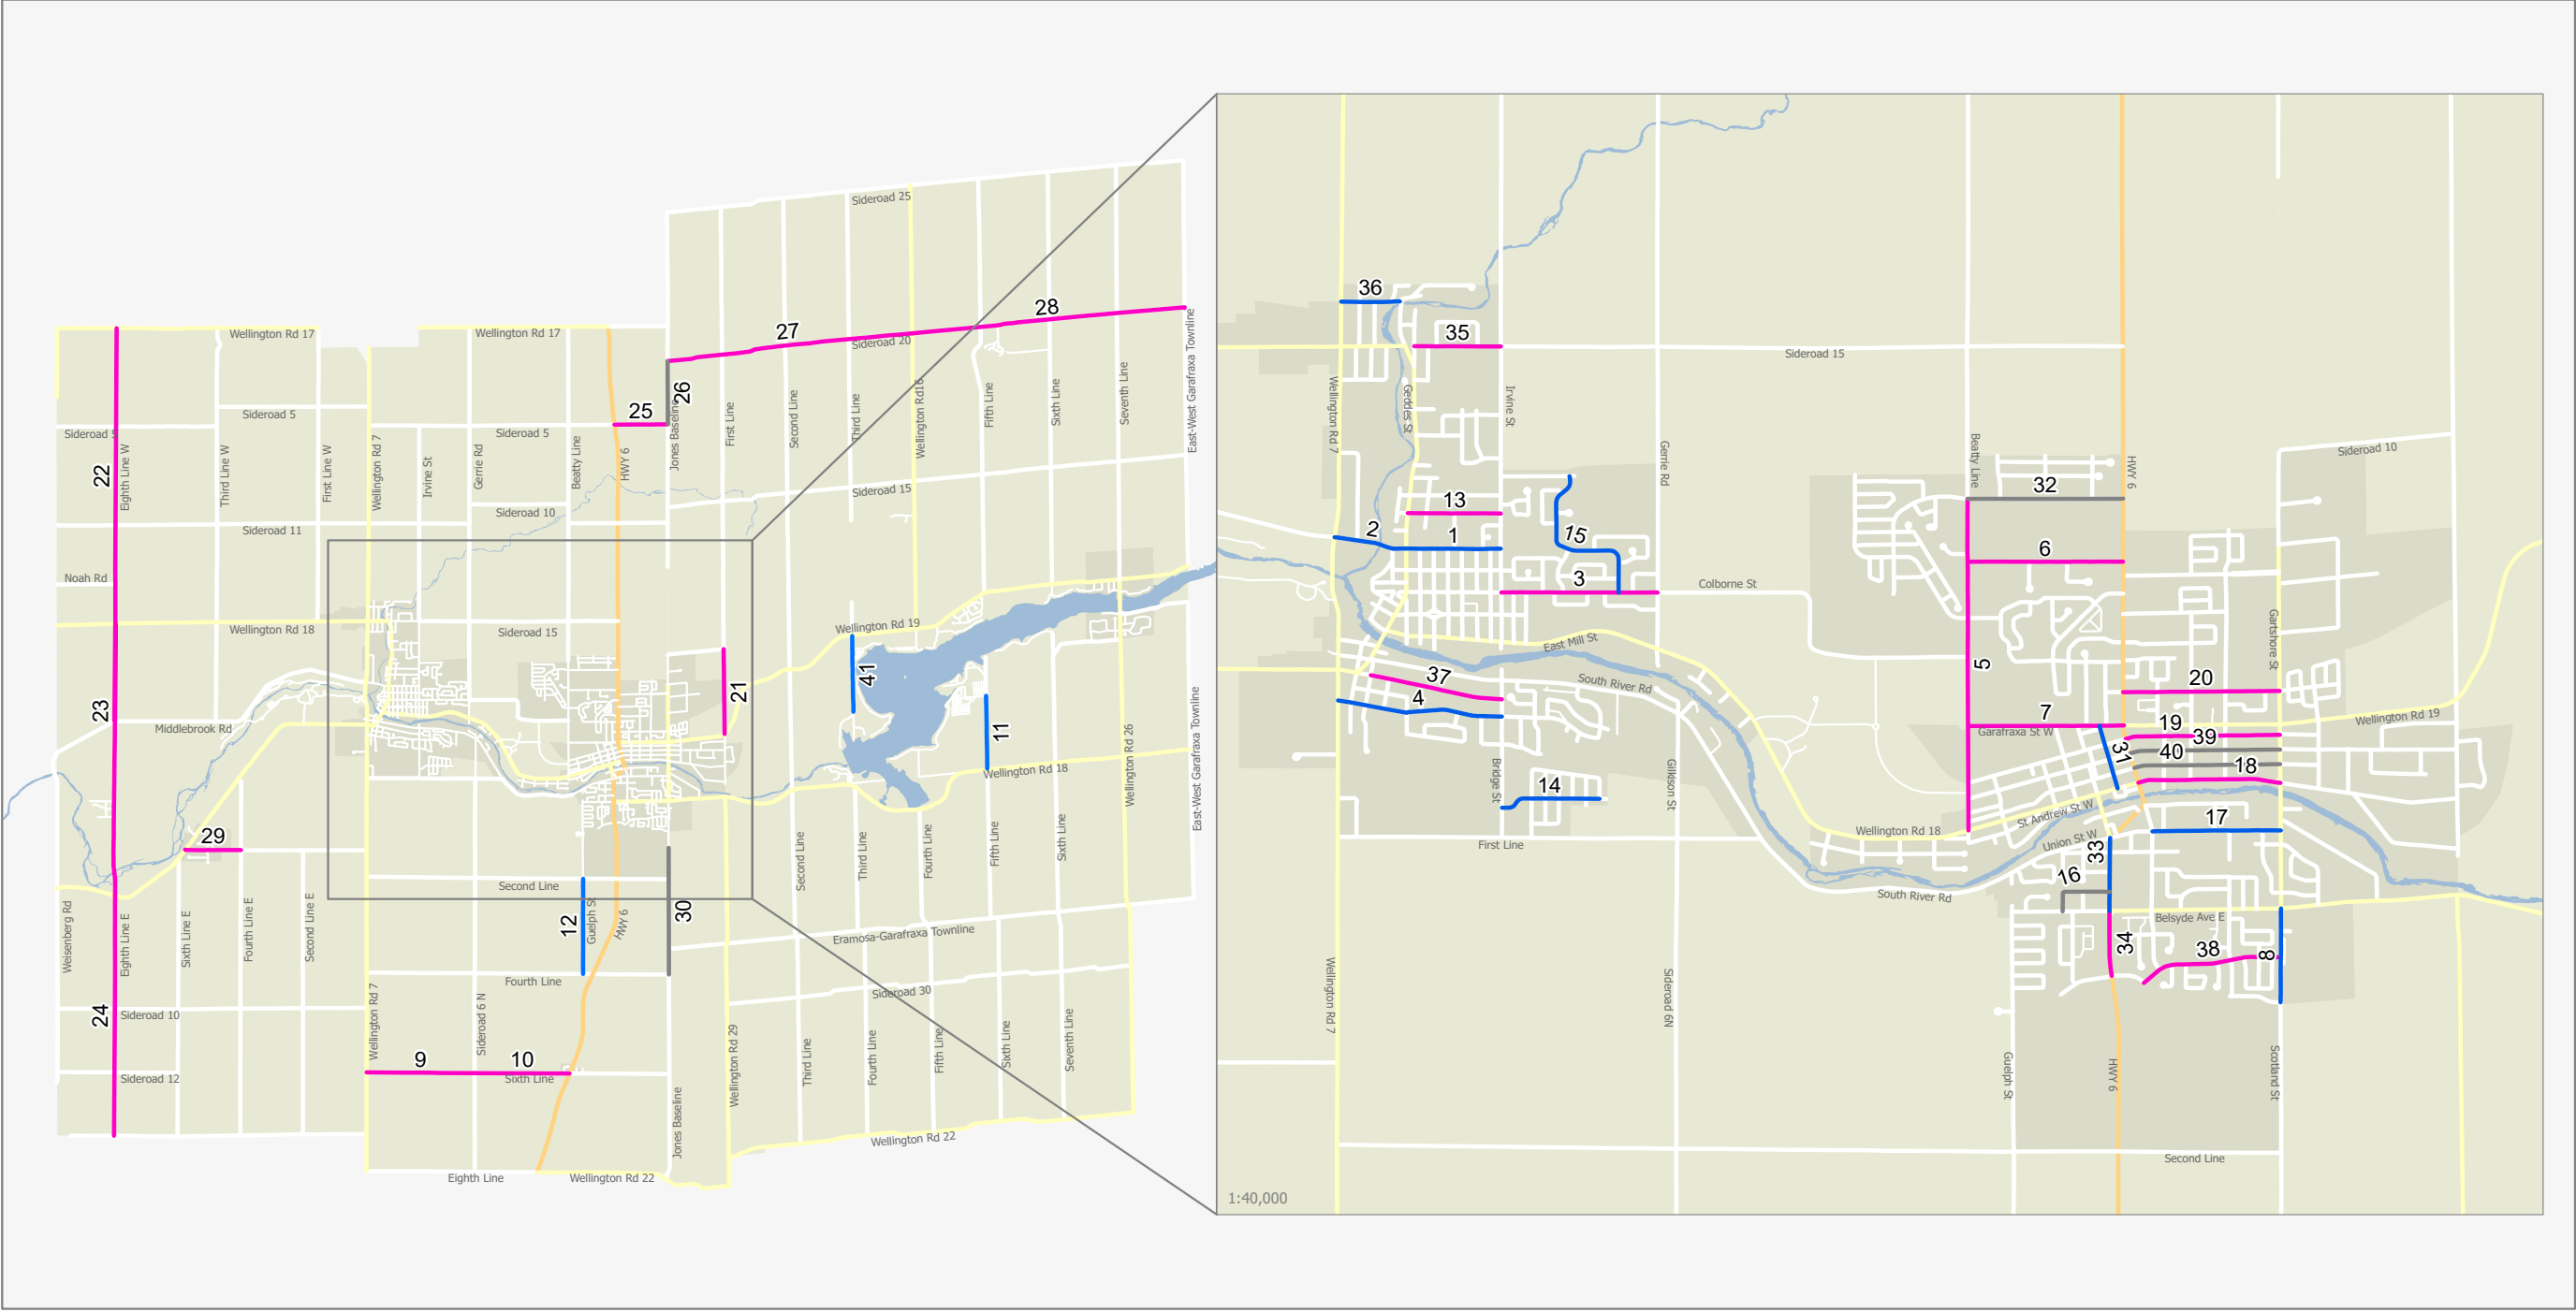 Sideroad 25
28
27
Sideroad 20
Wellington Rd 17
Wellington Rd 17
26
25
Sideroad 5
Sideroad 5
Sideroad 5
22
Eighth Line W
Third Line W
First Line W
Wellington Rd 7
Irvine St
Gerrie Rd
Beatty Line
HWY 6
Jones Baseline
First Line
Second Line
Third Line
Wellington Rd16
Fifth Line
Sixth Line
Seventh Line
East-West Garafraxa Townline
Sideroad 15
Sideroad 10
Sideroad 11
Noah Rd
Wellington Rd 18
Sideroad 15
Wellington Rd 19
41
21
11
23
Middlebrook Rd
Wellington Rd 18
Wellington Rd 26
East-West Garafraxa Townline
29
Second Line
Third Line
Fourth Line
Fifth Line
Sixth Line
Second Line
12
Guelph St
HWY 6
30
Eramosa-Garafraxa Townline
Weisenberg Rd
Eighth Line E
Sixth Line E
Fourth Line E
Second Line E
Fourth Line
Sideroad 30
24
Sideroad 10
Wellington Rd 7
Sideroad 6 N
9
10
Sixth Line
Sideroad 12
Jones Baseline
Wellington Rd 29
Third Line
Fourth Line
Fifth Line
Sixth Line
Seventh Line
Wellington Rd 22
Eighth Line
Wellington Rd 22
36
35
Sideroad 15
Wellington Rd 7
Geddes St
Irvine St
Gerrie Rd
Beatty Line
HWY 6
Sideroad 10
32
13
2
1
15
6
3
Colborne St
Gartshore St
East Mill St
5
37
South River Rd
20
4
7
19
Wellington Rd 19
Garafraxa St W
39
31
40
18
Bridge St
14
Gilkison St
St Andrew St W
17
Wellington Rd 18
Union St W
33
First Line
16
South River Rd
Belsyde Ave E
34
38
8
Wellington Rd 7
Sideroad 6N
Guelph St
HWY 6
Scotland St
Second Line
1:40,000